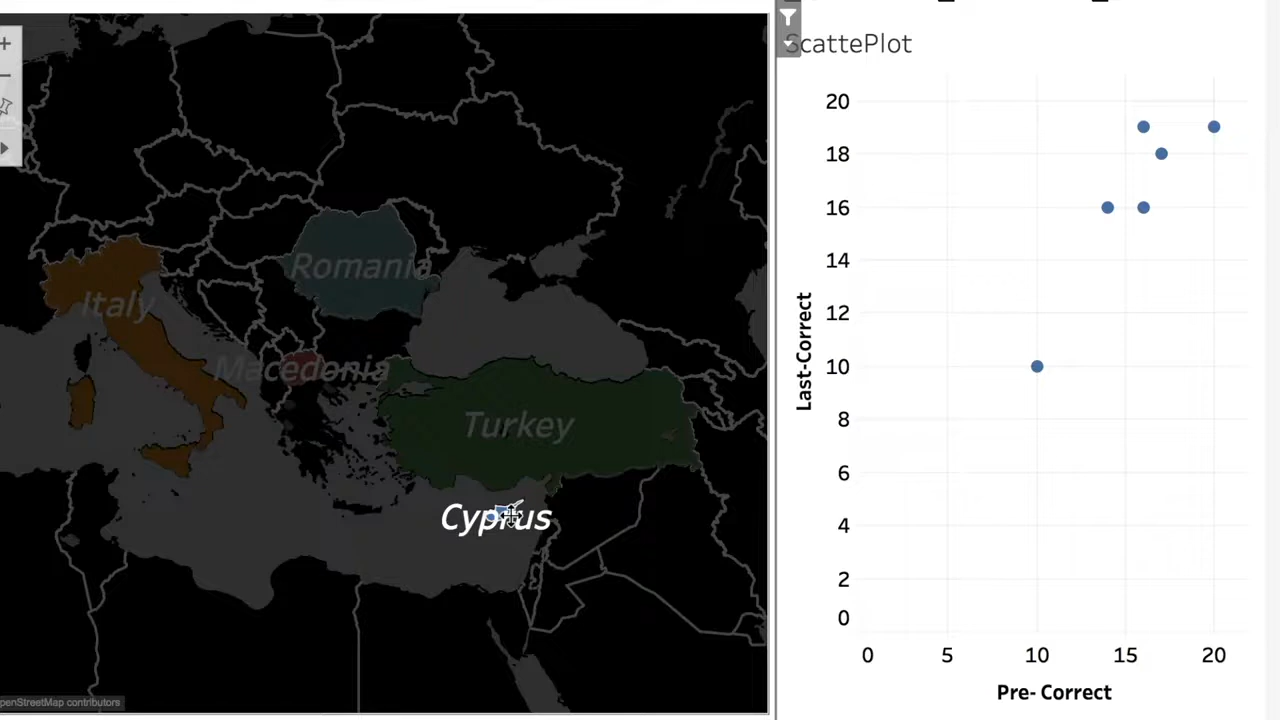 Romania
Italy
Macedonia
Turkey
Cyprus
penStreetMap contributors
ScattePlot
20
18
16
14
12
10
8
6
4
2
0
Last-Correct
0 5 10 15 20
Pre- Correct